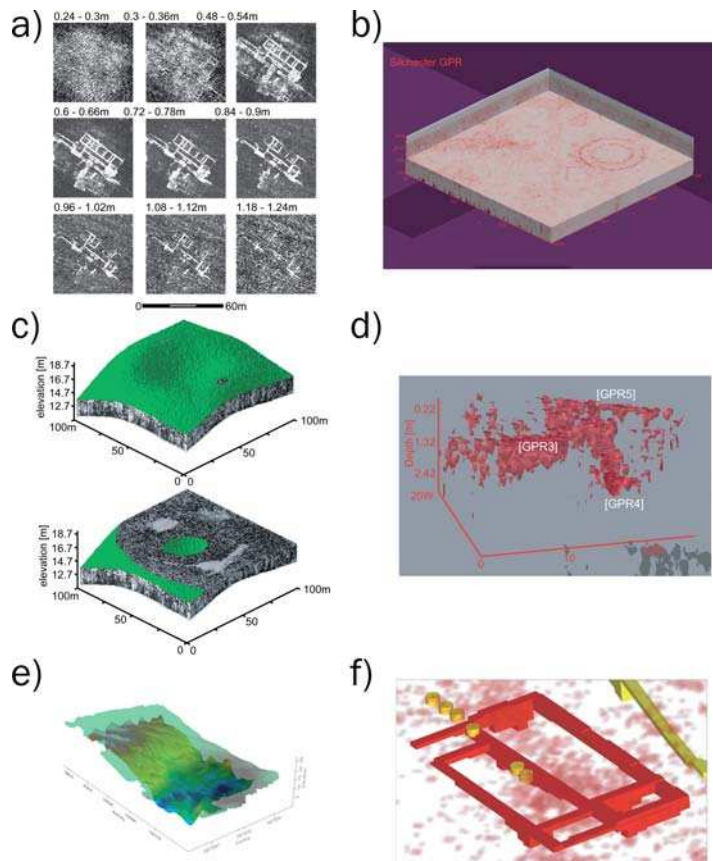 a)
0.24 - 0.3m 0.3 - 0.36m 0.48 - 0.54m
0.6 - 0.66m 0.72 - 0.78m 0.84 - 0.9m
0.96 - 1.02m 1.08 - 1.12m 1.18 - 1.24m
0 60m
b)
Silchester GPR
c)
elevation [m]
18.7
16.7
14.7
12.7
100m
50
0
0
50
100m
elevation [m]
18.7
16.7
14.7
12.7
100m
50
0
0
50
100m
d)
Depth [m]
0.22
1.32
2.42
20W
0
[GPR5]
[GPR3]
[GPR4]
e)
f)